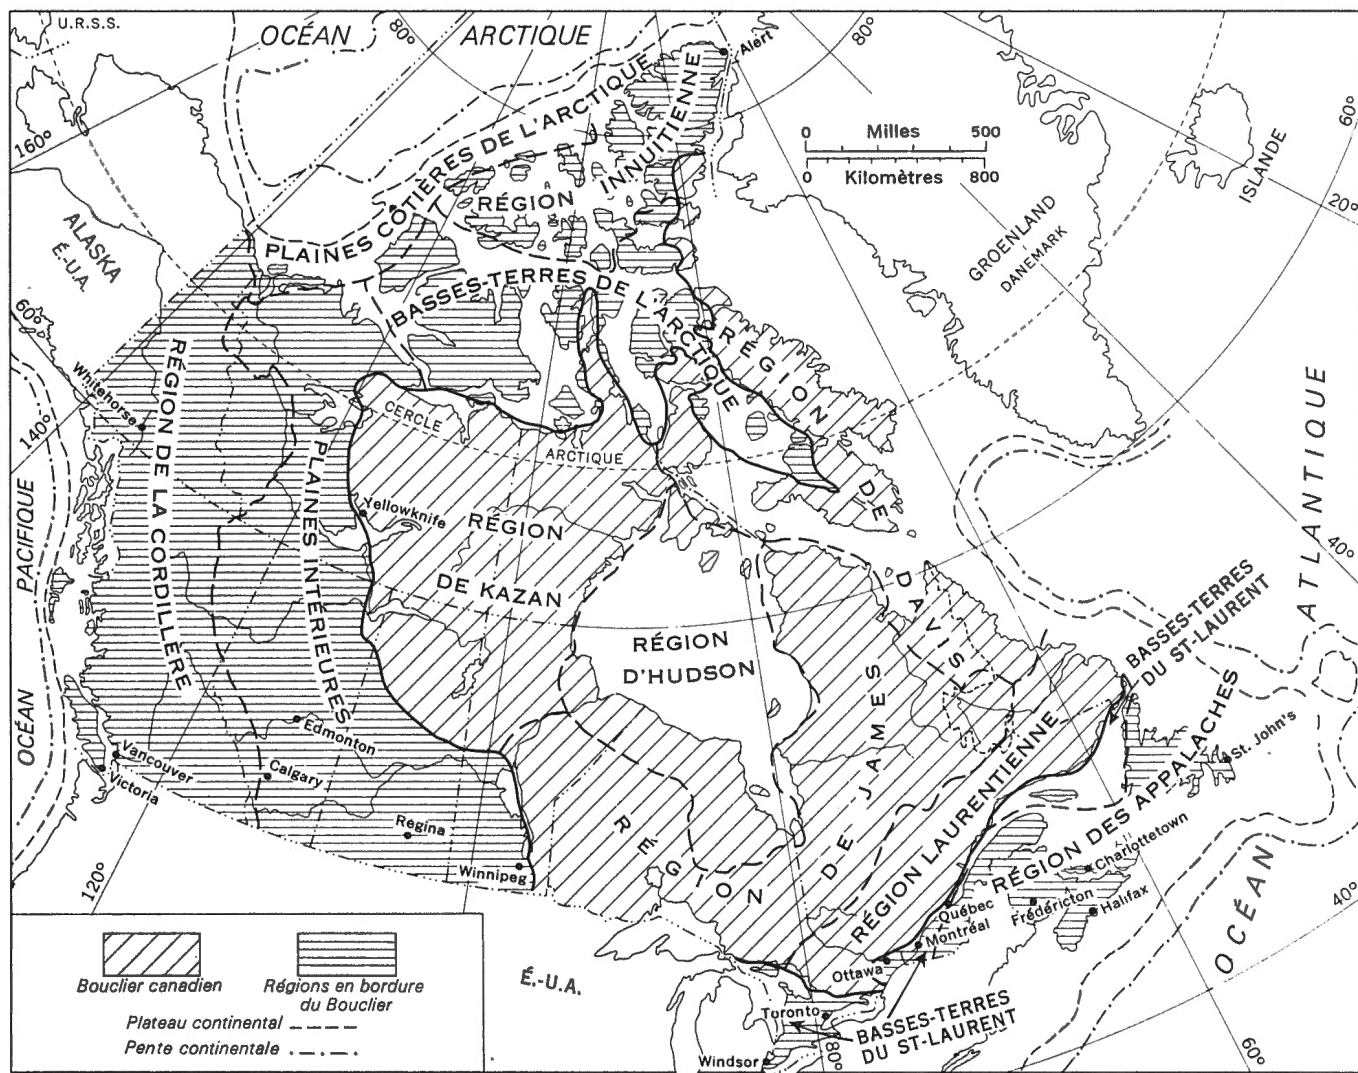 U.R.S.S.
OCÉAN ARCTIQUE
80°
80°
Alert
60°
160°
0 Milles 500
0 Kilomètres 800
ISLANDE
20°
ALASKA
É-U.A.
PLAINES CÔTIÈRES DE L'ARCTIQUE
RÉGION INNUITIENNE
GROENLAND
DANEMARK
60°
BASSES-TERRES DE L'ARCTIQUE
Whitehorse
140°
RÉGION DE LA CORDILLÈRE
PLAINES INTÉRIEURES
CERCLE ARCTIQUE
RÉGION DE DAVIS
Yellowknife
RÉGION
DE KAZAN
RÉGION
D'HUDSON
OCÉAN PACIFIQUE
OCÉAN ATLANTIQUE
40°
BASSES-TERRES
DU ST-LAURENT
Edmonton
Vancouver
Victoria
Calgary
Régina
Winnipeg
RÉGION DE JAMES
RÉGION LAURENTIENNE
RÉGION DES APPALACHES
St. John's
Charlottetown
Québec
Frédéricton
Halifax
Montréal
Ottawa
40°
120°
É.-U.A.
Toronto
BASSES-TERRES
DU ST-LAURENT
Windsor
80°
60°
Bouclier canadien
Régions en bordure
du Bouclier
Plateau continental
Pente continentale